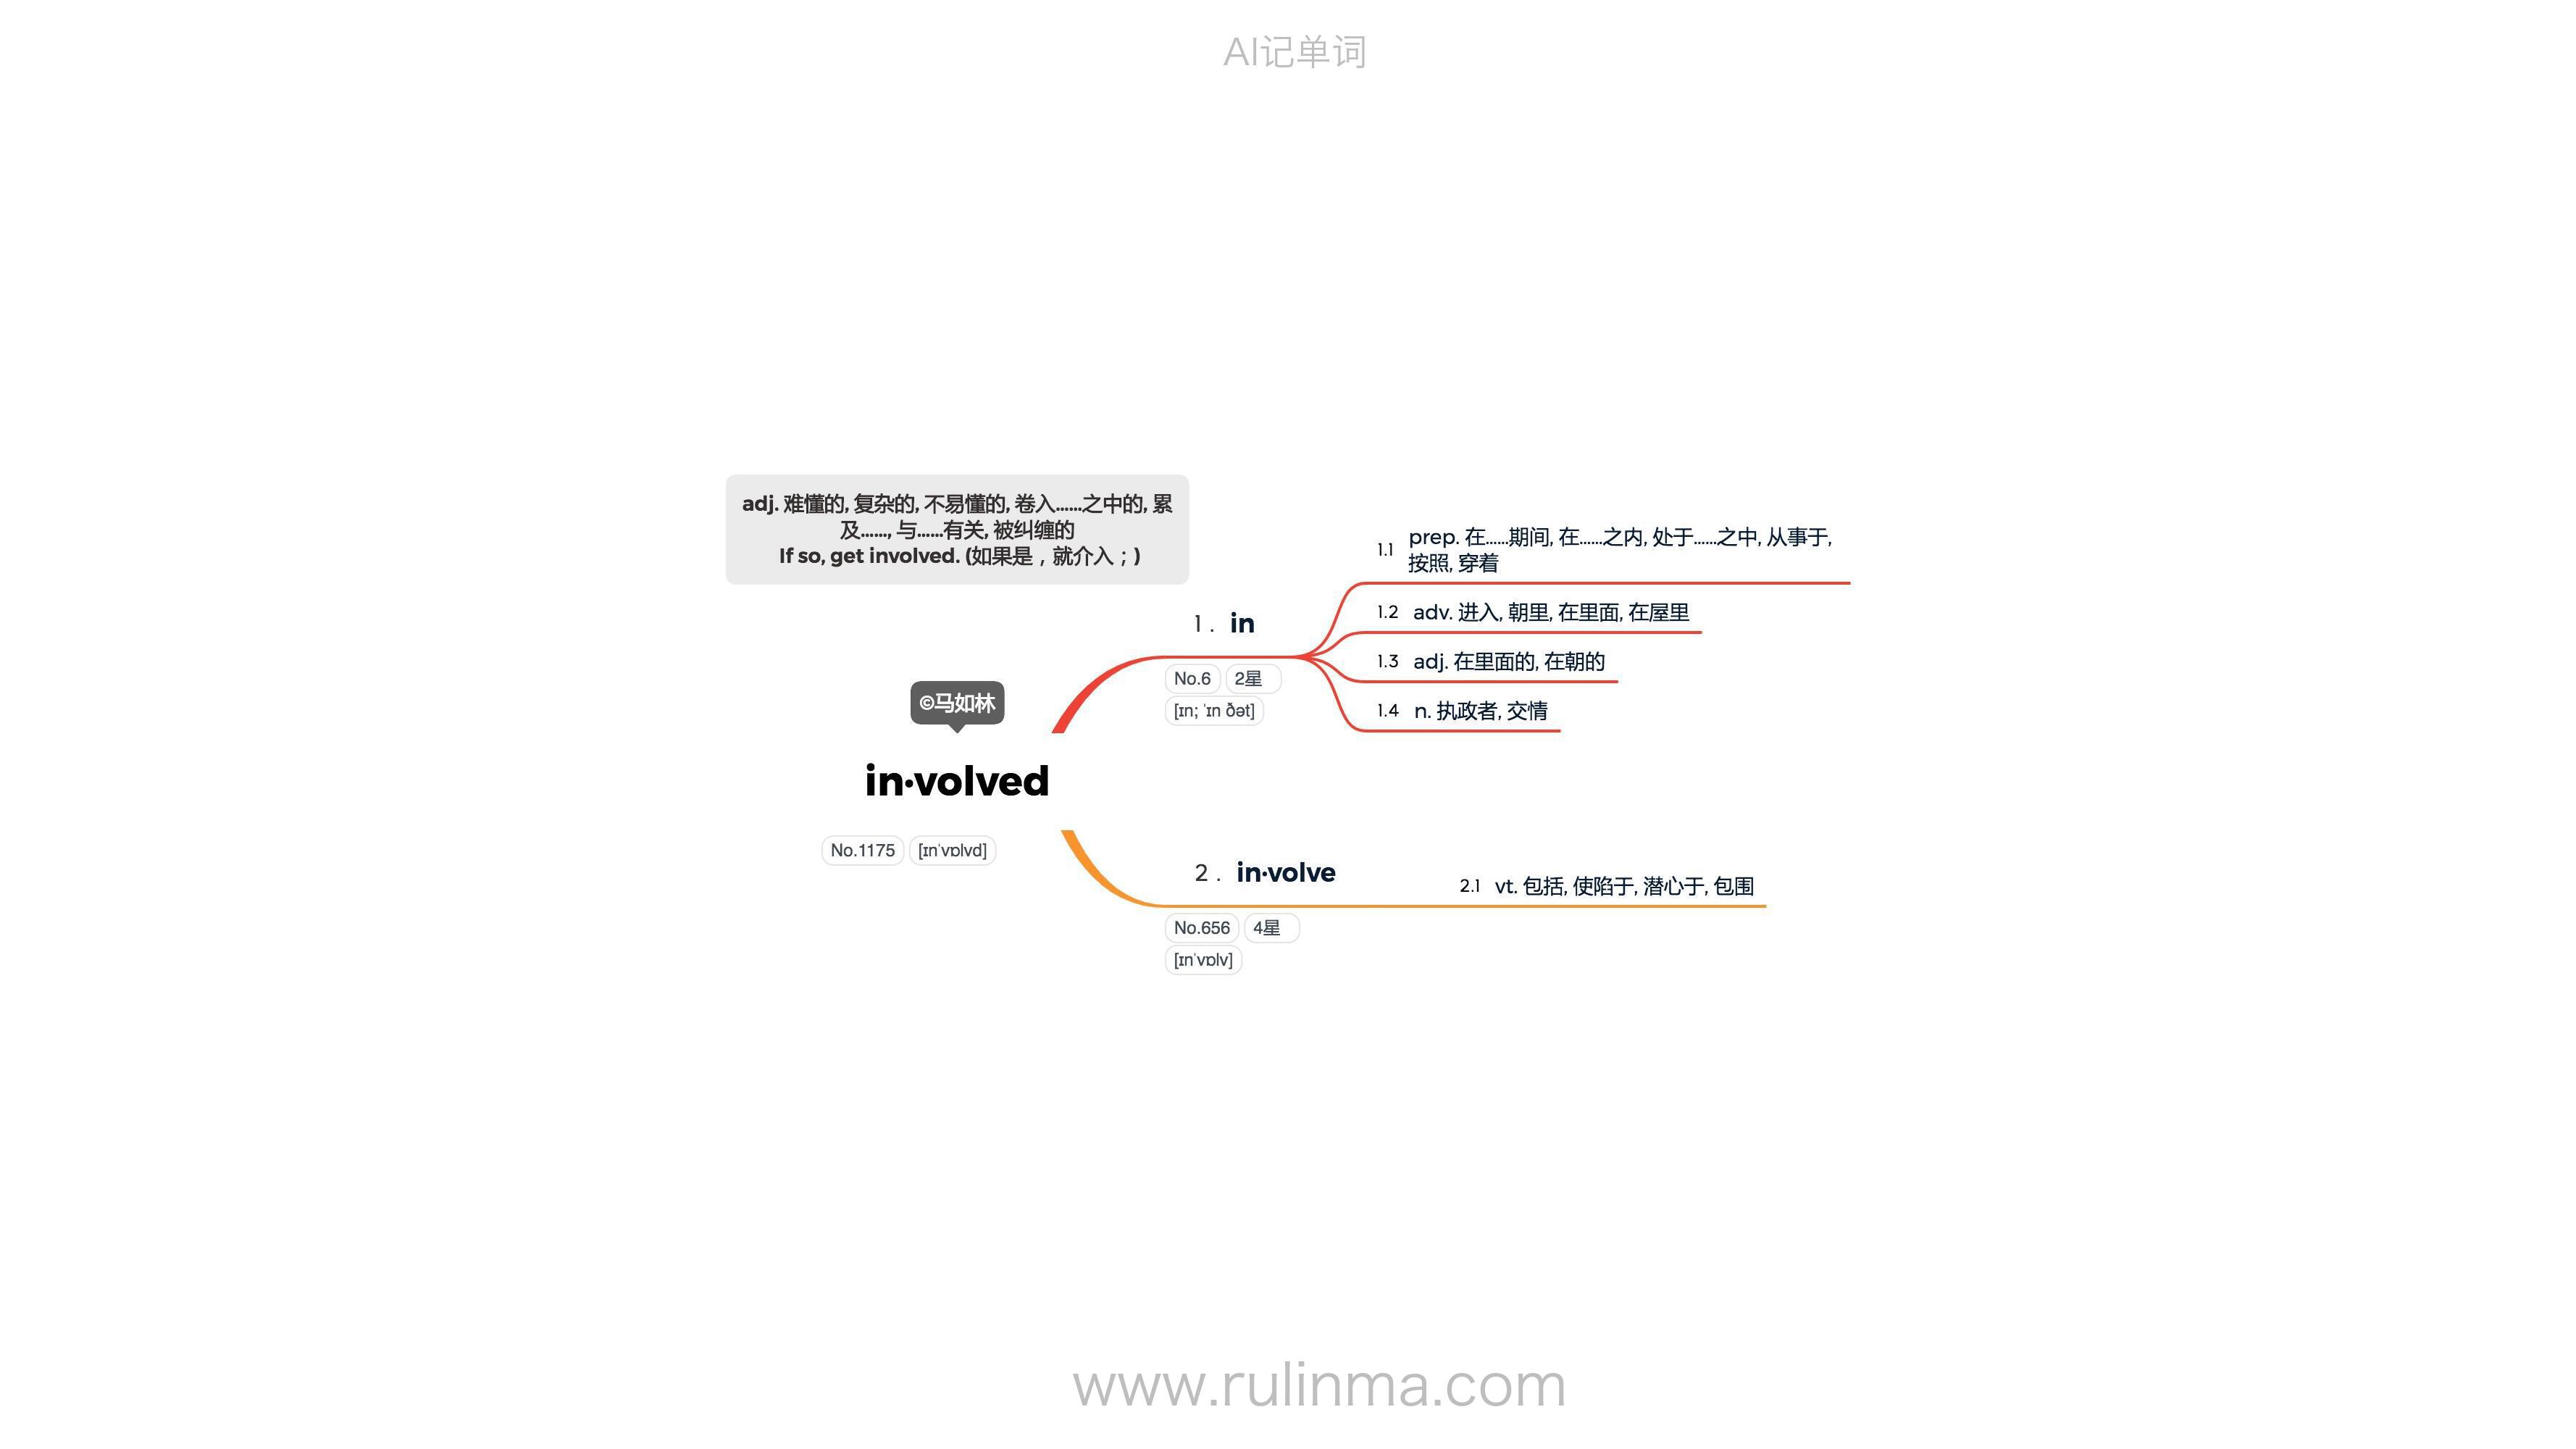 AI记单词
adj. 难懂的, 复杂的, 不易懂的, 卷入……之中的, 累
及……, 与……有关, 被纠缠的
If so, get involved. (如果是，就介入；)
©马如林
in·volved
No.1175 [ɪnˈvɒlvd]
1. in
No.6 2星
[ɪn; ˈɪn ðət]
1.1 prep. 在……期间, 在……之内, 处于……之中, 从事于,
按照, 穿着
1.2 adv. 进入, 朝里, 在里面, 在屋里
1.3 adj. 在里面的, 在朝的
1.4 n. 执政者, 交情
2. in·volve
No.656 4星
[ɪnˈvɒlv]
2.1 vt. 包括, 使陷于, 潜心于, 包围
www.rulinma.com